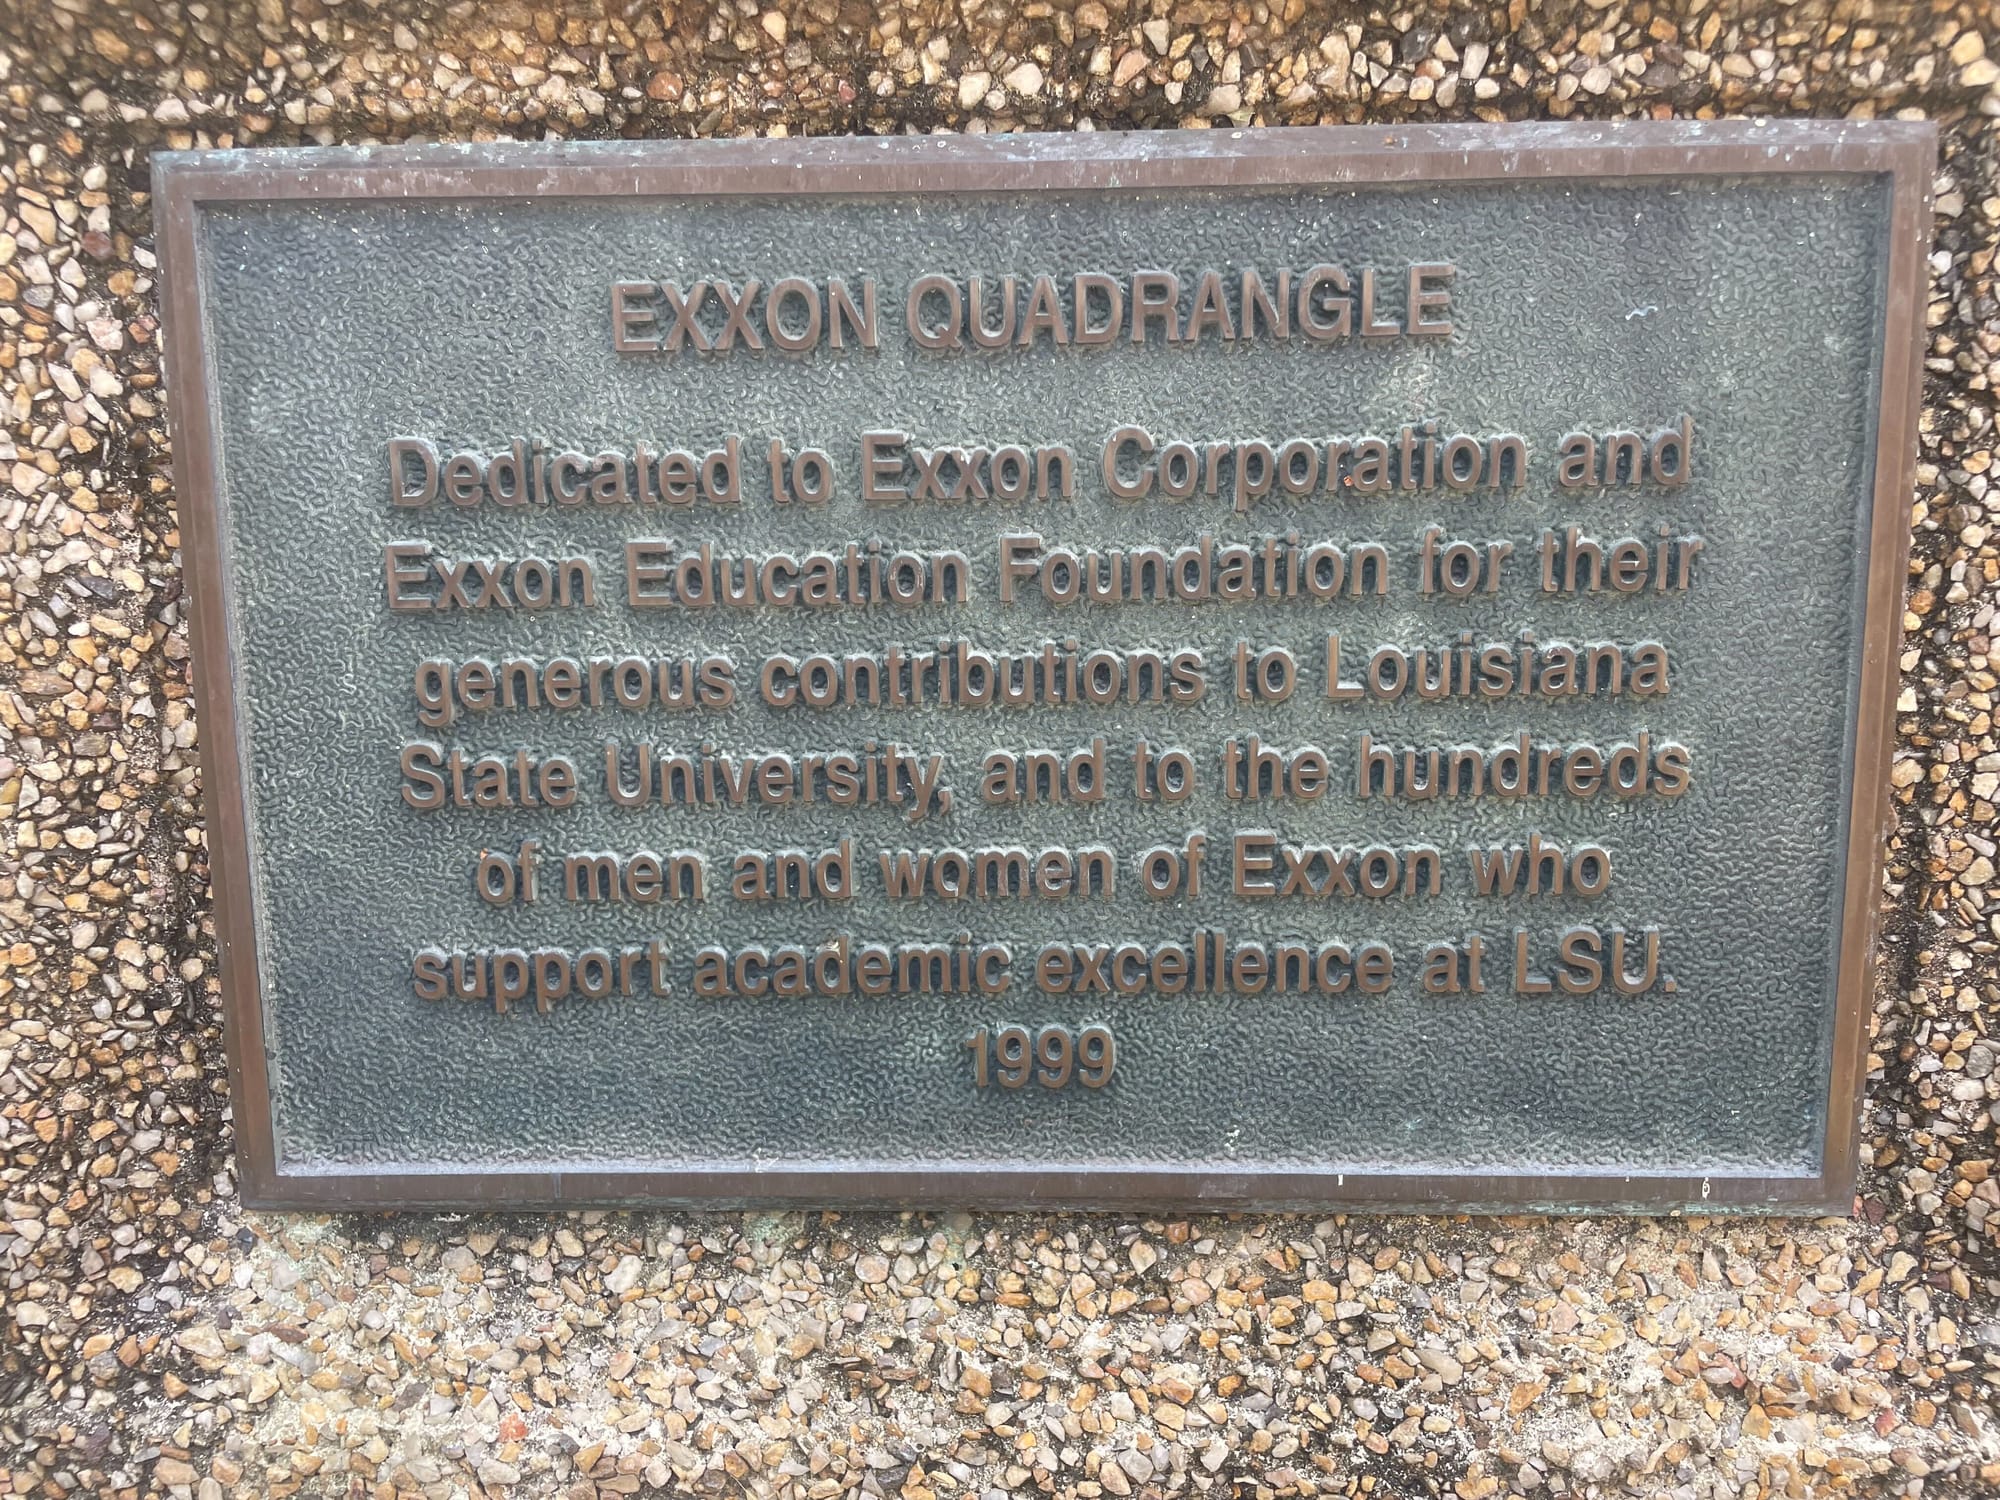 EXXON QUADRANGLE
Dedicated to Exxon Corporation and
Exxon Education Foundation for their
generous contributions to Louisiana
State University, and to the hundreds
of men and women of Exxon who
support academic excellence at LSU.
1999